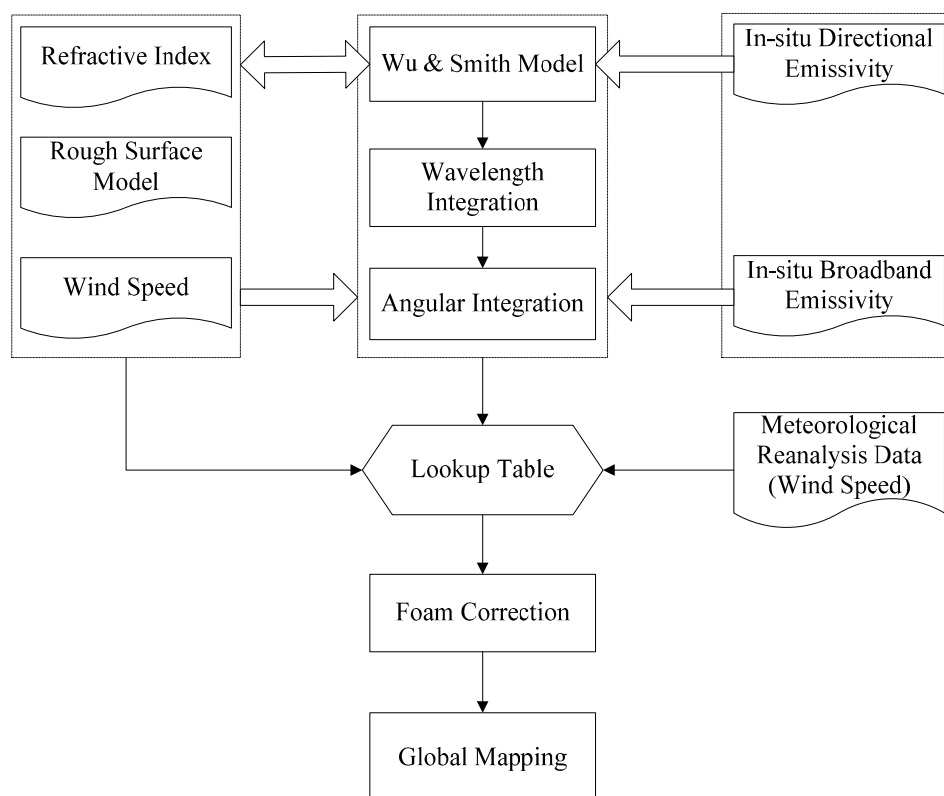 Refractive Index
Rough Surface
Model
Wind Speed
Wu & Smith Model
Wavelength
Integration
Angular Integration
In-situ Directional
Emissivity
In-situ Broadband
Emissivity
Lookup Table
Meteorological
Reanalysis Data
(Wind Speed)
Foam Correction
Global Mapping